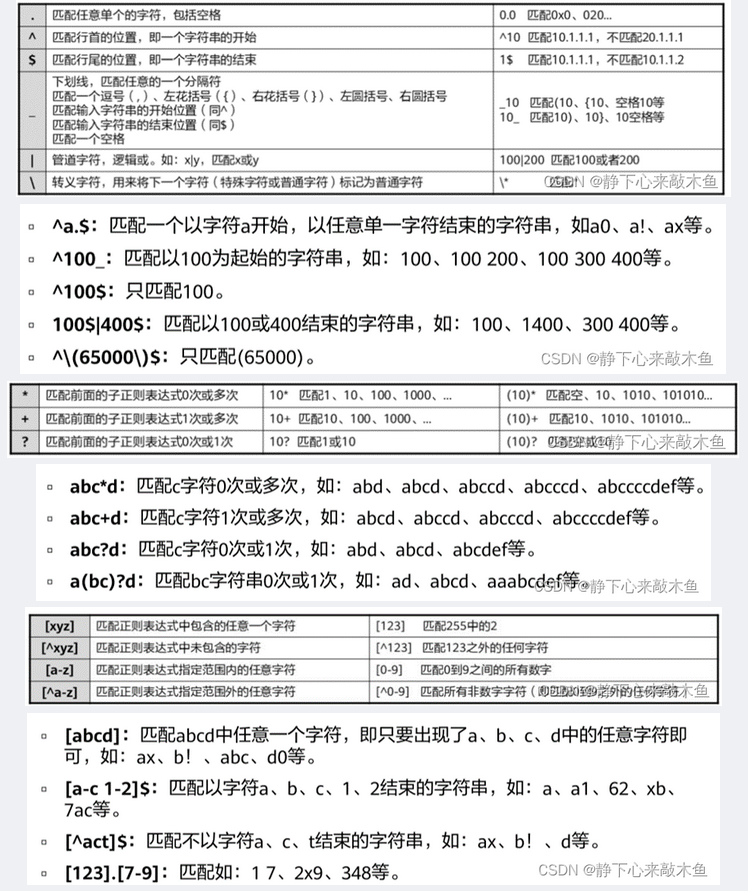 . 匹配任意单个的字符，包括空格 0.0 匹配0x0、020...
^ 匹配行首的位置，即一个字符串的开始 ^10 匹配10.1.1.1，不匹配20.1.1.1
$ 匹配行尾的位置，即一个字符串的结束 1$ 匹配10.1.1.1，不匹配10.1.1.2
下划线，匹配任意的一个分隔符
匹配一个逗号（,）、左花括号（{）、右花括号（}）、左圆括号、右圆括号
_ 匹配输入字符串的开始位置（同^） _10 匹配(10、{10、空格10等
匹配输入字符串的结束位置（同$） 10_ 匹配10)、10}、10空格等
匹配一个空格
| 管道字符，逻辑或。如：x|y，匹配x或y 100|200 匹配100或者200
\ 转义字符，用来将下一个字符（特殊字符或普通字符）标记为普通字符 \* 匹配*
CSDN @静下心来敲木鱼
▫ ^a.$：匹配一个以字符a开始，以任意单一字符结束的字符串，如a0、a!、ax等。
▫ ^100_：匹配以100为起始的字符串，如：100、100 200、100 300 400等。
▫ ^100$：只匹配100。
▫ 100$|400$：匹配以100或400结束的字符串，如：100、1400、300 400等。
▫ ^\(65000\)$：只匹配(65000)。
CSDN @静下心来敲木鱼
* 匹配前面的子正则表达式0次或多次 10* 匹配1、10、100、1000、... (10)* 匹配空、10、1010、101010...
+ 匹配前面的子正则表达式1次或多次 10+ 匹配10、100、1000、... (10)+ 匹配10、1010、101010...
? 匹配前面的子正则表达式0次或1次 10? 匹配1或10 (10)? 匹配空或10
CSDN @静下心来敲木鱼
▫ abc*d：匹配c字符0次或多次，如：abd、abcd、abccd、abcccd、abccccdef等。
▫ abc+d：匹配c字符1次或多次，如：abcd、abccd、abcccd、abccccdef等。
▫ abc?d：匹配c字符0次或1次，如：abd、abcd、abcdef等。
▫ a(bc)?d：匹配bc字符串0次或1次，如：ad、abcd、aaabcdef等。
CSDN @静下心来敲木鱼
[xyz] 匹配正则表达式中包含的任意一个字符 [123] 匹配255中的2
[^xyz] 匹配正则表达式中未包含的字符 [^123] 匹配123之外的任何字符
[a-z] 匹配正则表达式指定范围内的任意字符 [0-9] 匹配0到9之间的所有数字
[^a-z] 匹配正则表达式指定范围外的任意字符 [^0-9] 匹配所有非数字字符（即匹配0到9之外的任何字符）
CSDN @静下心来敲木鱼
▫ [abcd]：匹配abcd中任意一个字符，即只要出现了a、b、c、d中的任意字符即
可，如：ax、b！、abc、d0等。
▫ [a-c 1-2]$：匹配以字符a、b、c、1、2结束的字符串，如：a、a1、62、xb、
7ac等。
▫ [^act]$：匹配不以字符a、c、t结束的字符串，如：ax、b！、d等。
▫ [123].[7-9]：匹配如：1 7、2x9、348等。
CSDN @静下心来敲木鱼